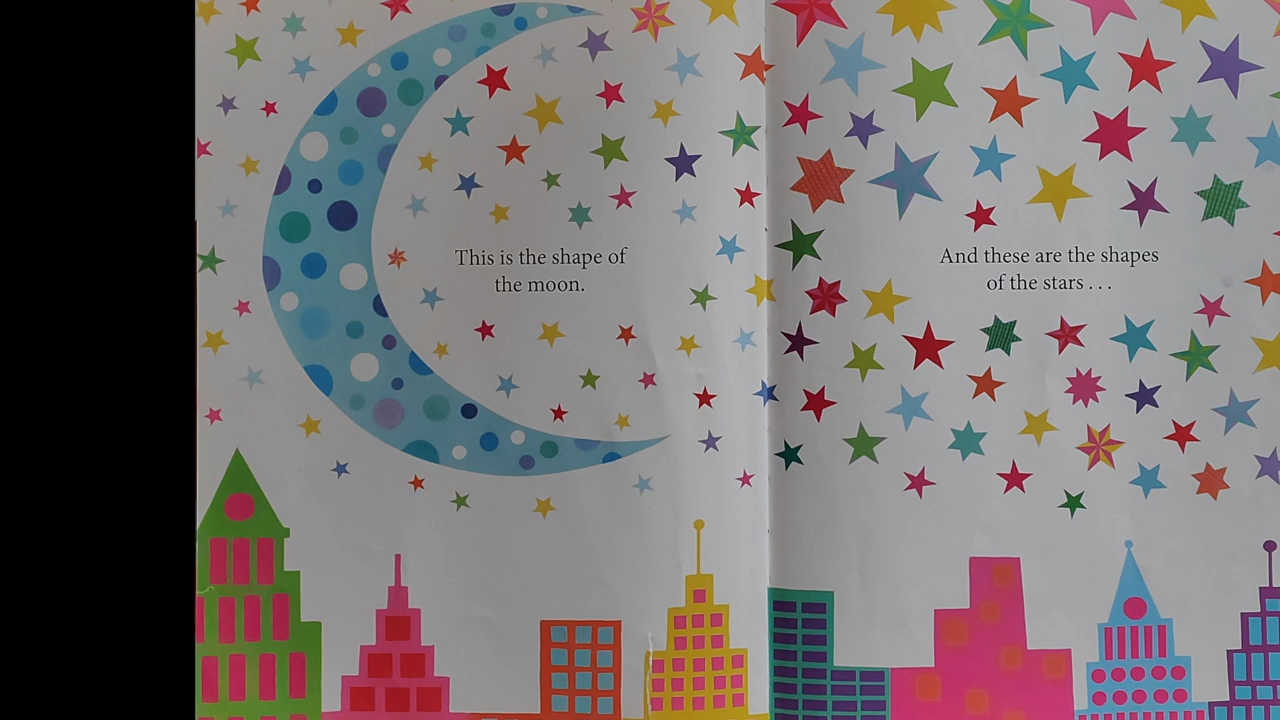 This is the shape of
the moon.
And these are the shapes
of the stars . . .